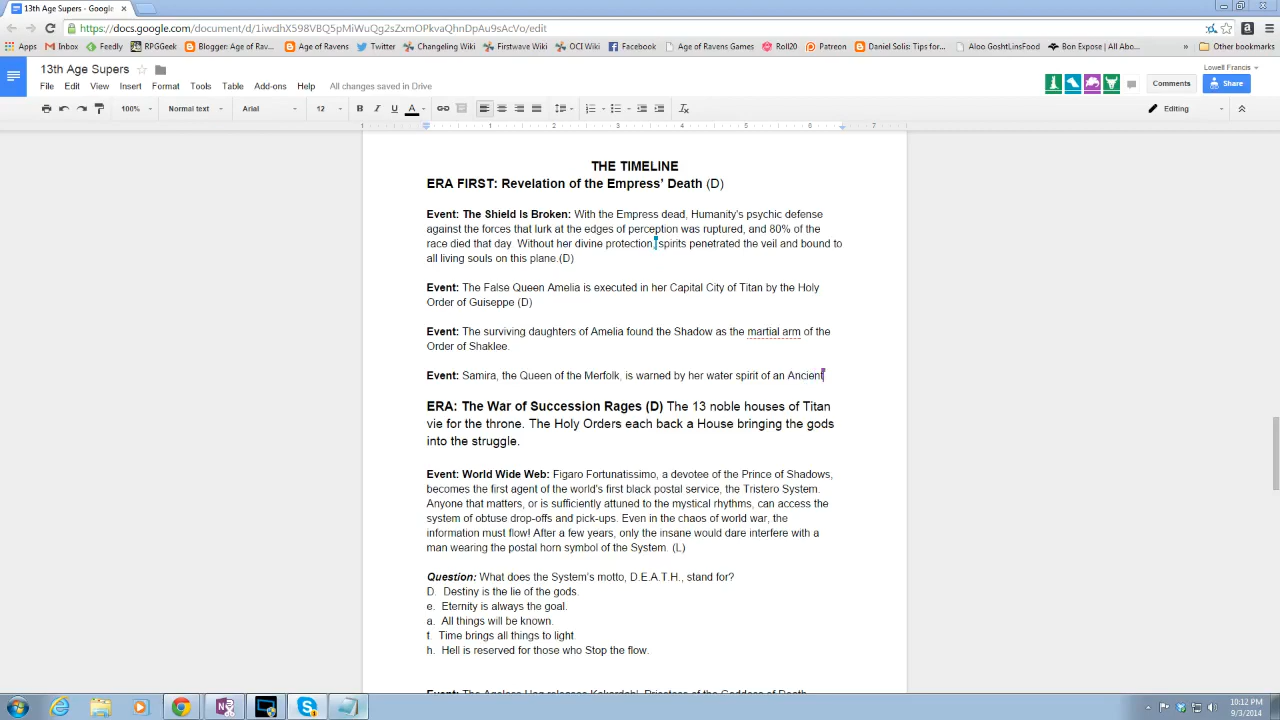 13th Age Supers - Google
https://docs.google.com/document/d/1iwchX598VBQ5pMiWuQg2sZxmOPkvaQhnDpAu9sAcVo/edit
Apps Inbox Feedly RPGGeek Blogger: Age of Rav... Age of Ravens Twitter Changeling Wiki Firstwave Wiki OCI Wiki Facebook Age of Ravens Games Roll20 Patreon Daniel Solis: Tips for... Aloo GoshtLinsFood Bon Expose | All Abo... » Other bookmarks
Lowell Francis
13th Age Supers
File Edit View Insert Format Tools Table Add-ons Help All changes saved in Drive
Comments Share
100% Normal text Arial 12 B I U A Editing
1 1 2 3 4 5 6 7
THE TIMELINE
ERA FIRST: Revelation of the Empress' Death (D)
Event: The Shield Is Broken: With the Empress dead, Humanity's psychic defense
against the forces that lurk at the edges of perception was ruptured, and 80% of the
race died that day. Without her divine protection, spirits penetrated the veil and bound to
all living souls on this plane.(D)
Event: The False Queen Amelia is executed in her Capital City of Titan by the Holy
Order of Guiseppe (D)
Event: The surviving daughters of Amelia found the Shadow as the martial arm of the
Order of Shaklee.
Event: Samira, the Queen of the Merfolk, is warned by her water spirit of an Ancient
ERA: The War of Succession Rages (D) The 13 noble houses of Titan
vie for the throne. The Holy Orders each back a House bringing the gods
into the struggle.
Event: World Wide Web: Figaro Fortunatissimo, a devotee of the Prince of Shadows,
becomes the first agent of the world's first black postal service, the Tristero System.
Anyone that matters, or is sufficiently attuned to the mystical rhythms, can access the
system of obtuse drop-offs and pick-ups. Even in the chaos of world war, the
information must flow! After a few years, only the insane would dare interfere with a
man wearing the postal horn symbol of the System. (L)
Question: What does the System's motto, D.E.A.T.H., stand for?
D. Destiny is the lie of the gods.
e. Eternity is always the goal.
a. All things will be known.
t. Time brings all things to light
h. Hell is reserved for those who Stop the flow.
10:12 PM
9/3/2014